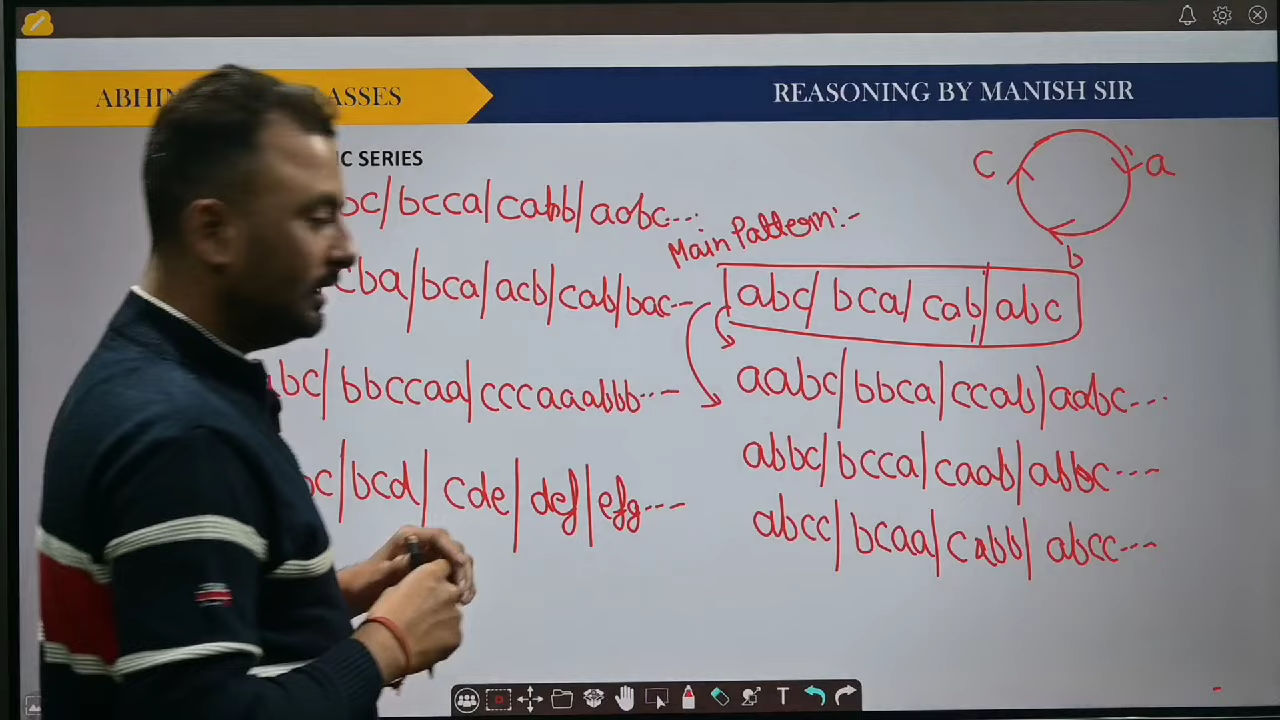 ABHIN ASSES
REASONING BY MANISH SIR
IC SERIES
bc/ bcca/ cabb/ aabc...
Main Pattern:-
cba/ bca/ acb/ cab/ bac--
abc/ bca/ cab/ abc
bc/ bbccaa/ cccaaabbb...
aabc/ bbca/ ccab/ aabc...
c/ bcd/ cde/ def/ efg---
abbc/ bcca/ caab/ abbc---
abcc/ bcaa/ cabb/ abcc---
c
a
b
T